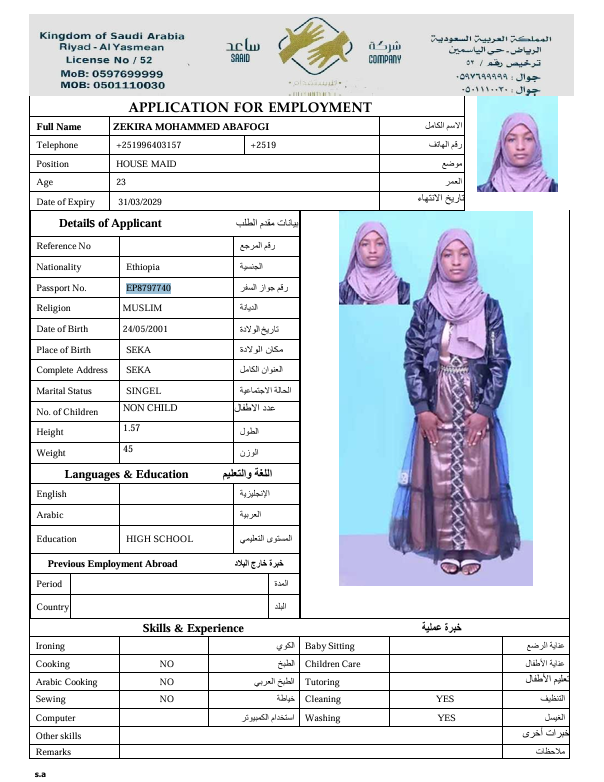 Kingdom of Saudi Arabia
Riyadh - Al Yasmean
License No / 52
MoB: 0597699999
MOB: 0501110030
ساعد
SAAID
شركة
COMPANY
المملكة العربية السعودية
الرياض - حى الياسمين
ترخيص رقم / ٥٢
جوال : ٠٥٩٧٦٩٩٩٩٩
جوال : ٠٥٠١١١٠٠٣٠
APPLICATION FOR EMPLOYMENT
Full Name ZEKIRA MOHAMMED ABAFOGI الاسم الكامل
Telephone +251996403157 +2519 رقم الهاتف
Position HOUSE MAID موضع
Age 23 العمر
Date of Expiry 31/03/2029 تاريخ الانتهاء
Details of Applicant بيانات مقدم الطلب
Reference No رقم المرجع
Nationality Ethiopia الجنسية
Passport No. EP8797740 رقم جواز السفر
Religion MUSLIM الديانة
Date of Birth 24/05/2001 تاريخ الولادة
Place of Birth SEKA مكان الولادة
Complete Address SEKA العنوان الكامل
Marital Status SINGEL الحالة الاجتماعية
No. of Children NON CHILD عدد الاطفال
Height 1.57 الطول
Weight 45 الوزن
Languages & Education اللغة والتعليم
English الإنجليزية
Arabic العربية
Education HIGH SCHOOL المستوى التعليمي
Previous Employment Abroad خبرة خارج البلاد
Period المدة
Country البلد
Skills & Experience خبرة عملية
Ironing الكوي Baby Sitting عناية الرضع
Cooking NO الطبخ Children Care عناية الأطفال
Arabic Cooking NO الطبخ العربي Tutoring تعليم الأطفال
Sewing NO خياطة Cleaning YES التنظيف
Computer استخدام الكمبيوتر Washing YES الغيسل
Other skills خبرات أخرى
Remarks ملاحظات
s.a